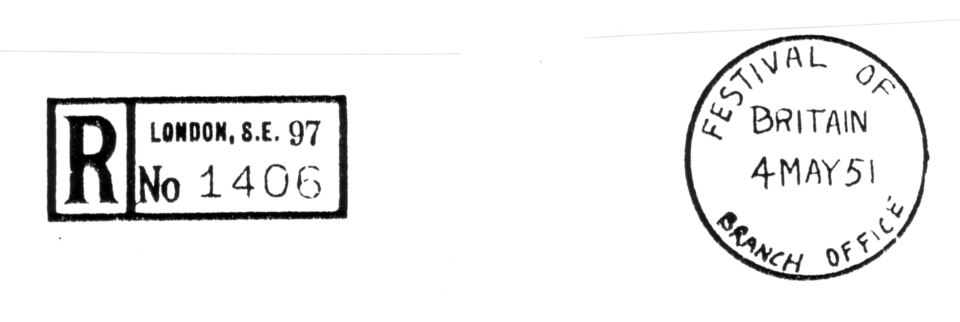 R
LONDON, S.E. 97
No 1406
FESTIVAL OF
BRITAIN
4 MAY 51
BRANCH OFFICE